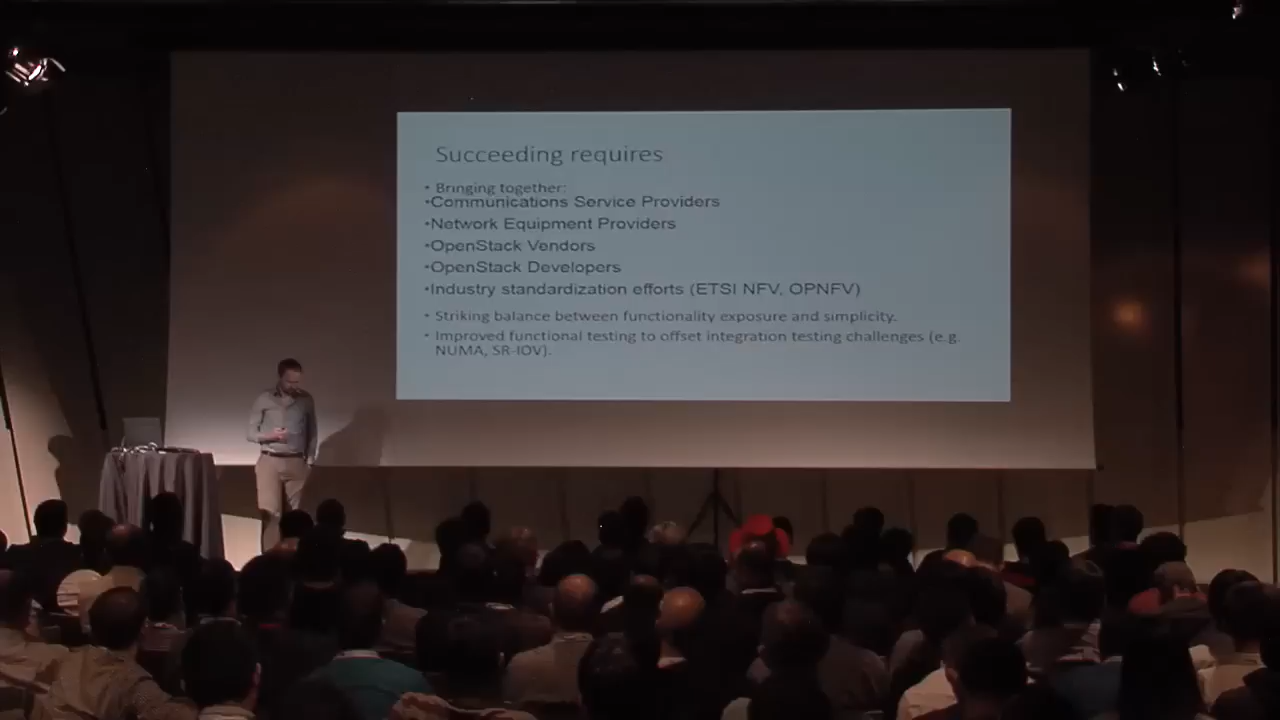 Succeeding requires
• Bringing together:
•Communications Service Providers
•Network Equipment Providers
•OpenStack Vendors
•OpenStack Developers
•Industry standardization efforts (ETSI NFV, OPNFV)
• Striking balance between functionality exposure and simplicity.
• Improved functional testing to offset integration testing challenges (e.g.
NUMA, SR-IOV).